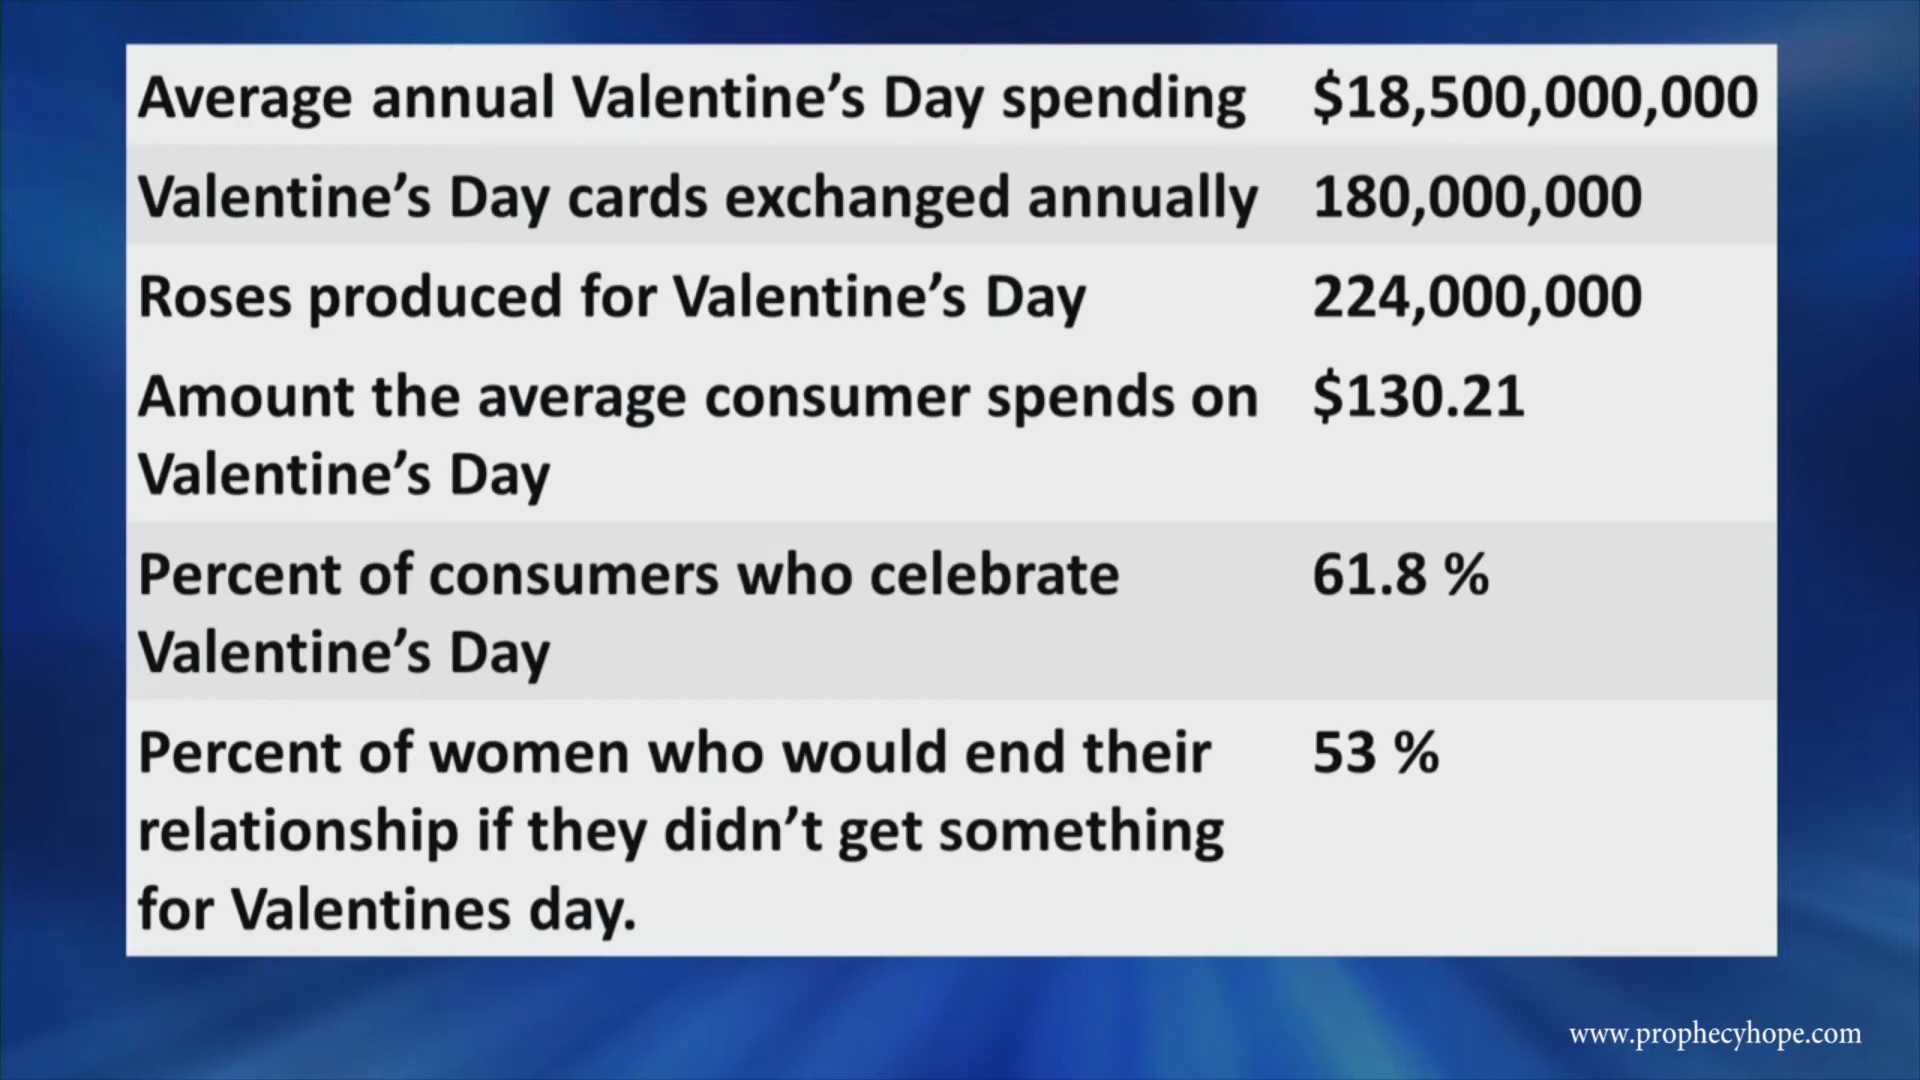 Average annual Valentine’s Day spending $18,500,000,000
Valentine’s Day cards exchanged annually 180,000,000
Roses produced for Valentine’s Day 224,000,000
Amount the average consumer spends on $130.21
Valentine’s Day
Percent of consumers who celebrate 61.8 %
Valentine’s Day
Percent of women who would end their 53 %
relationship if they didn’t get something
for Valentines day.
www.prophecyhope.com